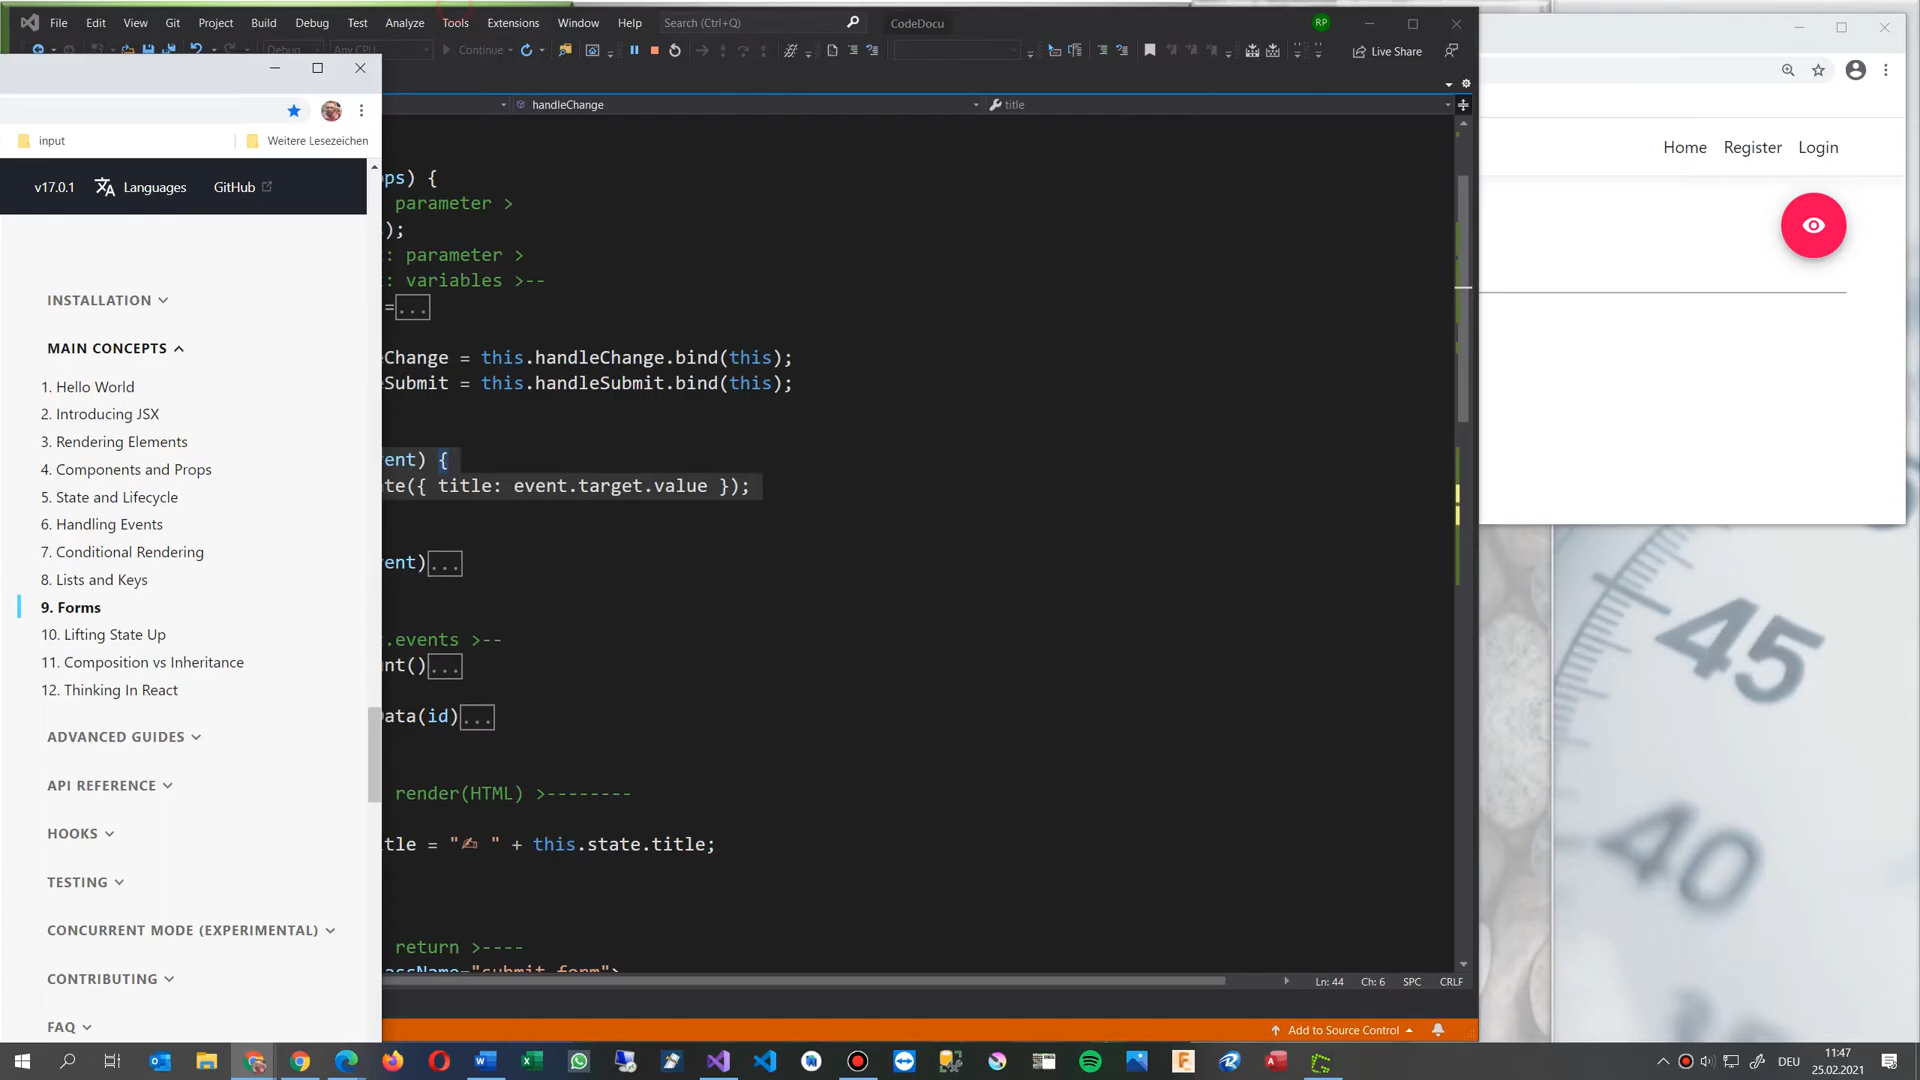 File Edit View Git Project Build Debug Test Analyze Tools Extensions Window Help Search (Ctrl+Q) CodeDocu RP
Debug Any CPU Continue Live Share
handleChange title
input Weitere Lesezeichen
v17.0.1 Languages GitHub
Home Register Login
INSTALLATION
MAIN CONCEPTS
1. Hello World
2. Introducing JSX
3. Rendering Elements
4. Components and Props
5. State and Lifecycle
6. Handling Events
7. Conditional Rendering
8. Lists and Keys
9. Forms
10. Lifting State Up
11. Composition vs Inheritance
12. Thinking In React
ADVANCED GUIDES
API REFERENCE
HOOKS
TESTING
CONCURRENT MODE (EXPERIMENTAL)
CONTRIBUTING
FAQ
ps) {
parameter >
);
: parameter >
: variables >--
=...
Change = this.handleChange.bind(this);
eSubmit = this.handleSubmit.bind(this);
ent) {
te({ title: event.target.value });
ent)...
.events >--
nt()...
ata(id)...
render(HTML) >--------
tle = "✍ " + this.state.title;
return >----
assName="submit-form">
Ln: 44 Ch: 6 SPC CRLF
Add to Source Control
45
40
DEU
11:47
25.02.2021